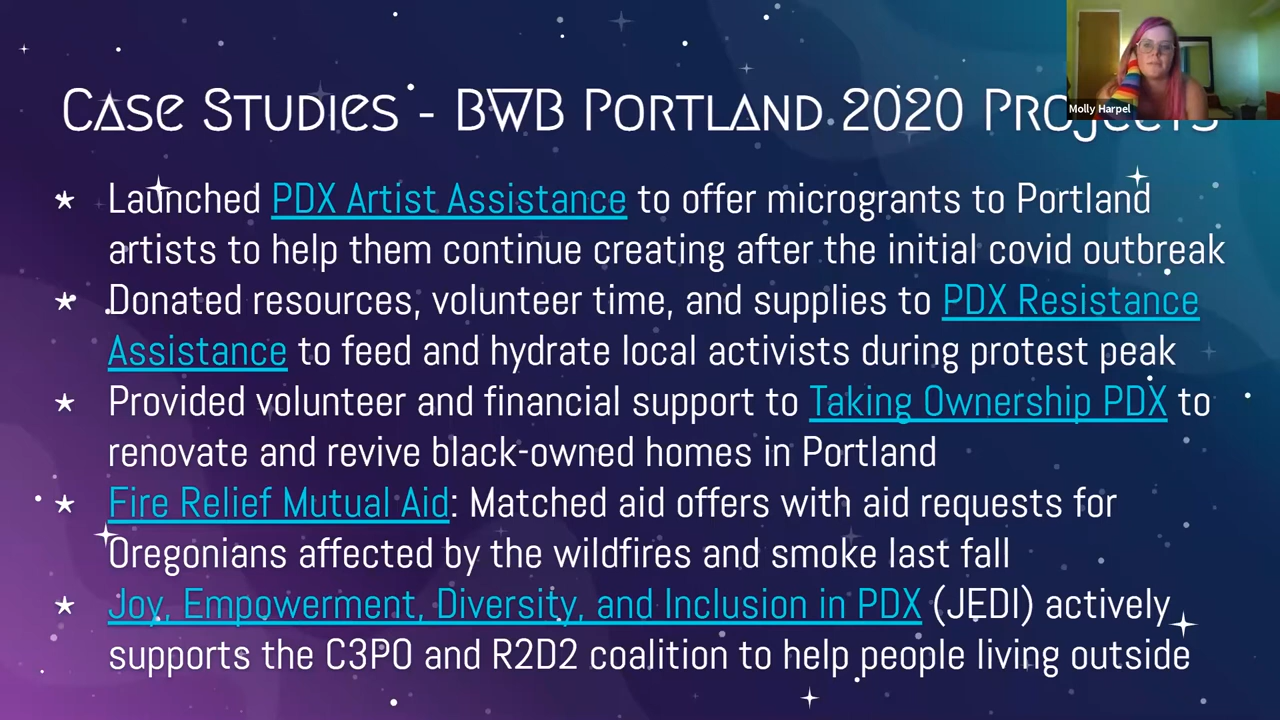 Case Studies - BWB Portland 2020 Projects
Molly Harpel
★ Launched PDX Artist Assistance to offer microgrants to Portland
artists to help them continue creating after the initial covid outbreak
★ Donated resources, volunteer time, and supplies to PDX Resistance
Assistance to feed and hydrate local activists during protest peak
★ Provided volunteer and financial support to Taking Ownership PDX to
renovate and revive black-owned homes in Portland
★ Fire Relief Mutual Aid: Matched aid offers with aid requests for
Oregonians affected by the wildfires and smoke last fall
★ Joy, Empowerment, Diversity, and Inclusion in PDX (JEDI) actively
supports the C3PO and R2D2 coalition to help people living outside